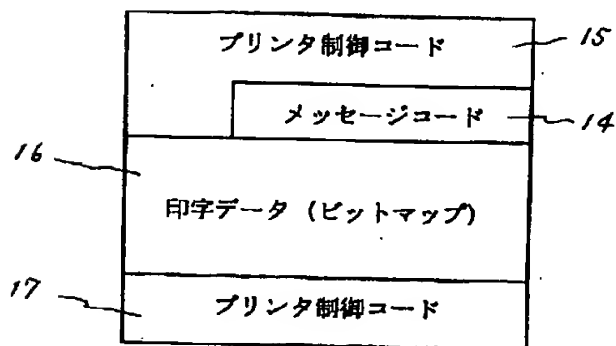 プリンタ制御コード 15
メッセージコード 14
16
印字データ (ビットマップ)
17
プリンタ制御コード